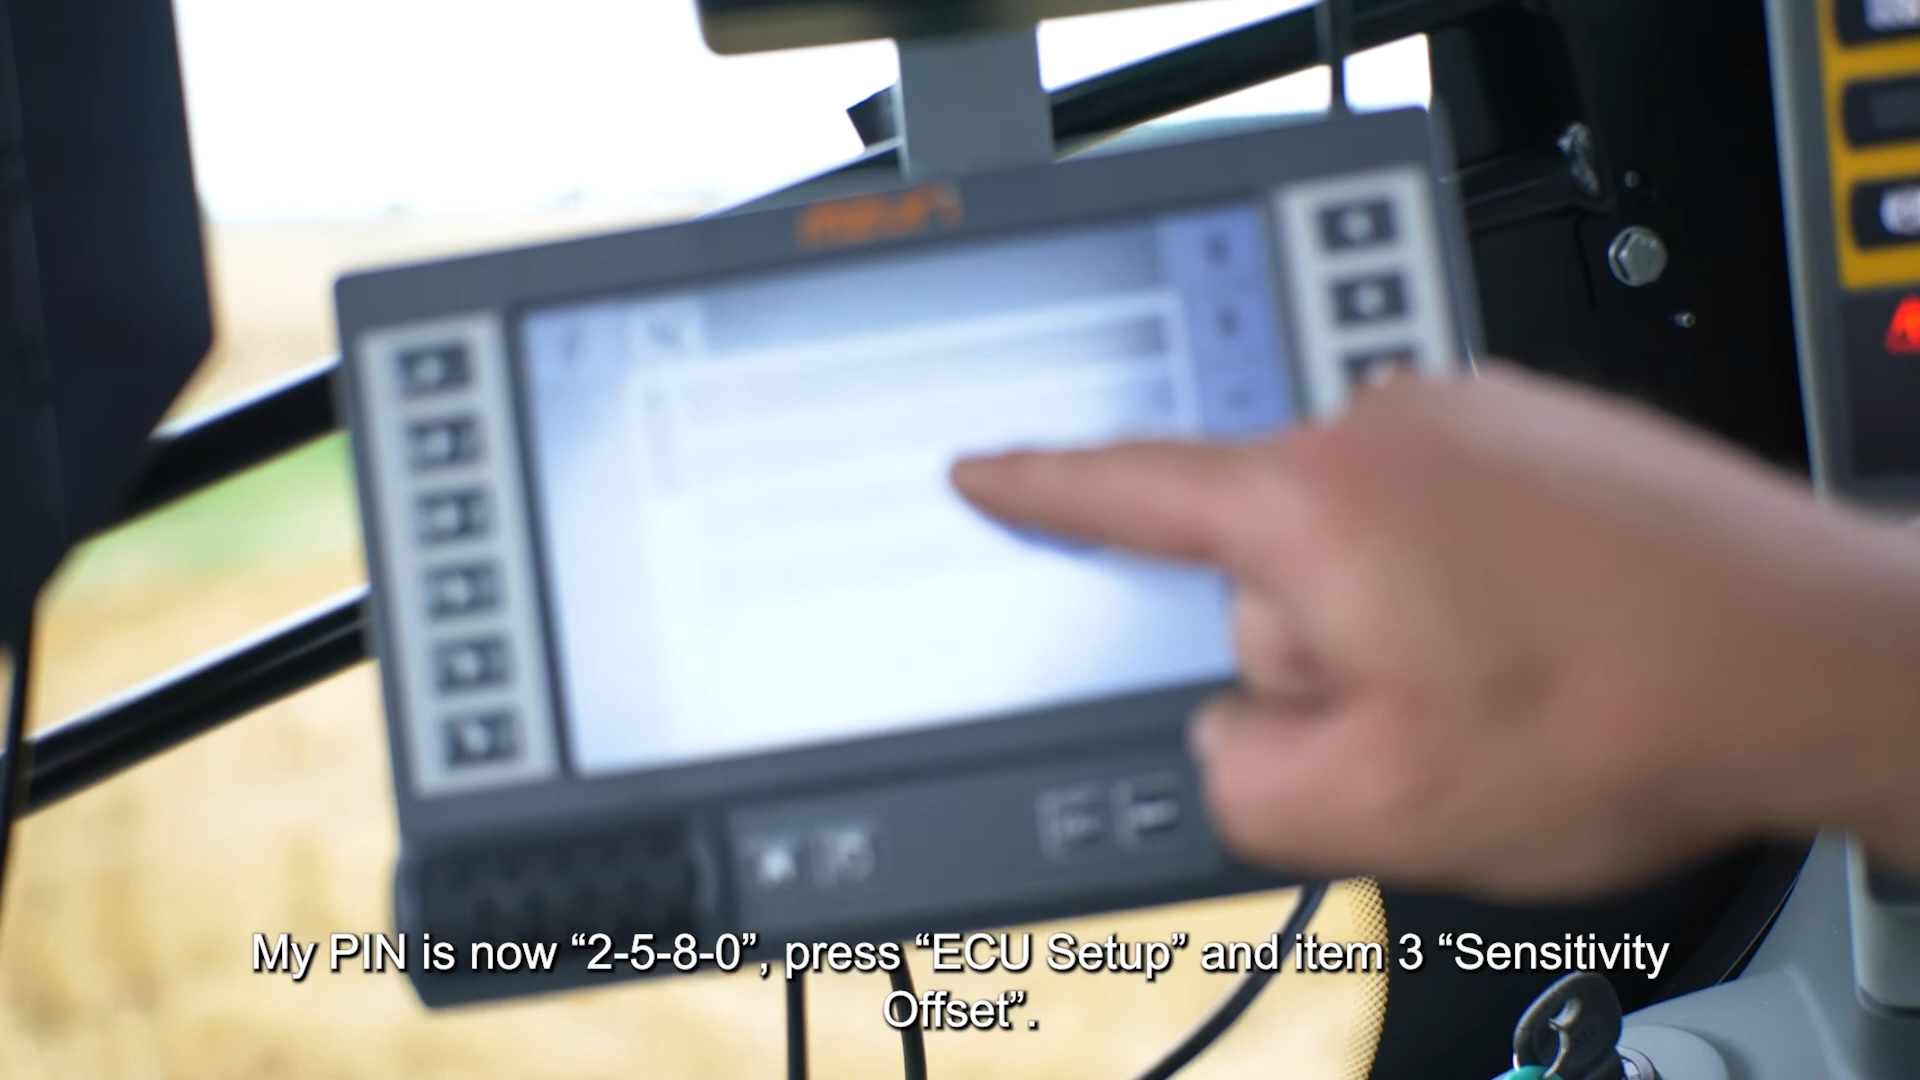 My PIN is now “2-5-8-0”, press “ECU Setup” and item 3 “Sensitivity
Offset”.